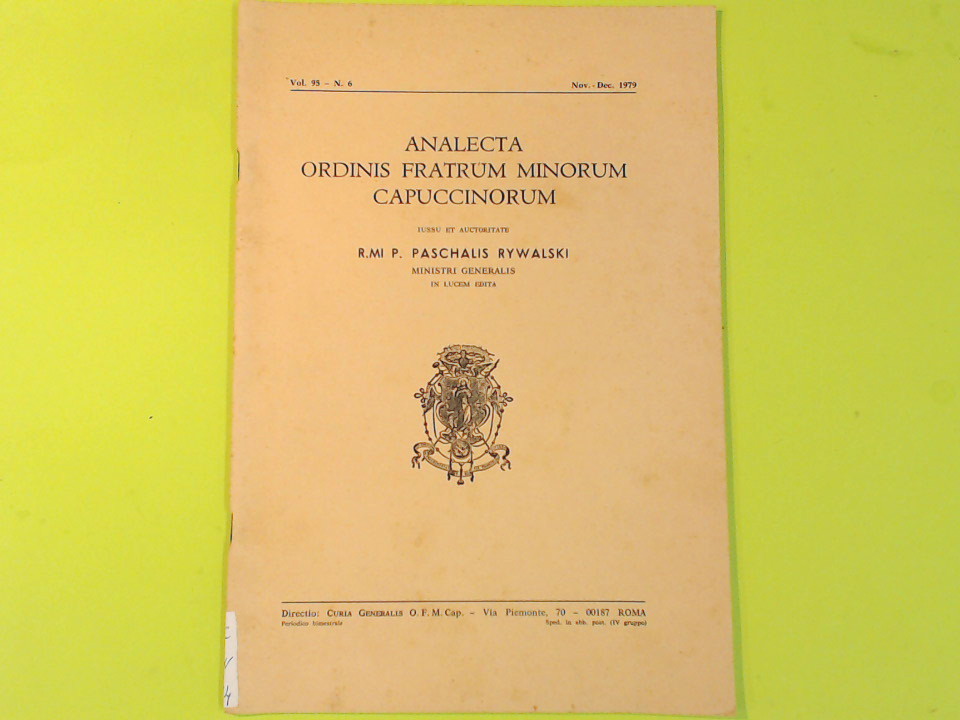 Vol. 95 - N. 6
Nov. - Dec. 1979
ANALECTA
ORDINIS FRATRUM MINORUM
CAPUCCINORUM
IUSSU ET AUCTORITATE
R.MI P. PASCHALIS RYWALSKI
MINISTRI GENERALIS
IN LUCEM EDITA
Directio: CURIA GENERALIS O. F. M. Cap. - Via Piemonte, 70 - 00187 ROMA
Periodico bimestrale
Sped. in abb. post. (IV gruppo)